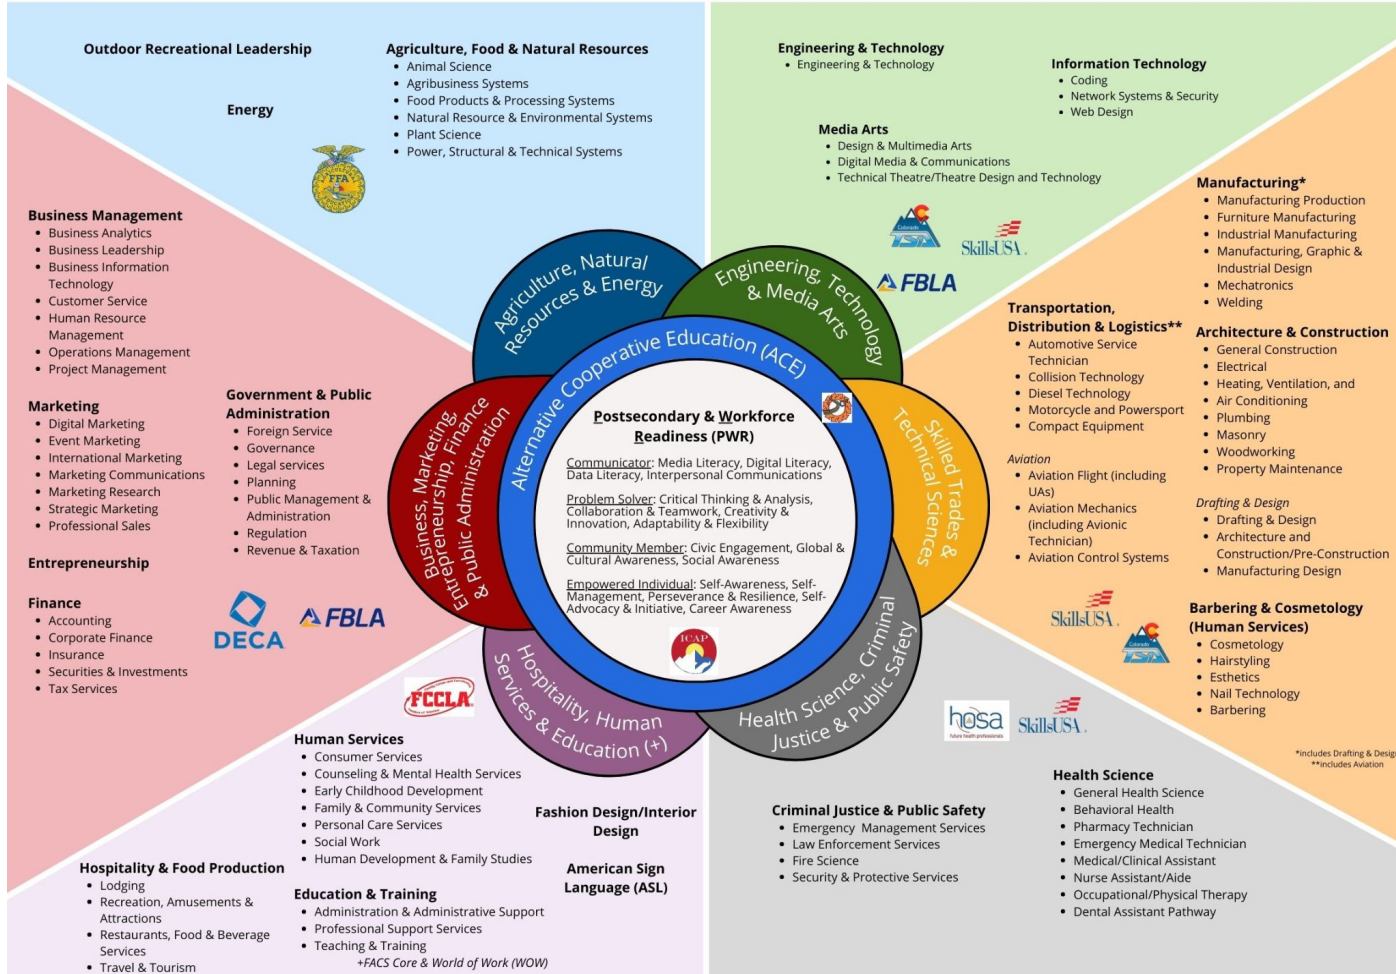 Outdoor Recreational Leadership
Energy
Agriculture, Food & Natural Resources
• Animal Science
• Agribusiness Systems
• Food Products & Processing Systems
• Natural Resource & Environmental Systems
• Plant Science
• Power, Structural & Technical Systems
FFA
Engineering & Technology
• Engineering & Technology
Information Technology
• Coding
• Network Systems & Security
• Web Design
Media Arts
• Design & Multimedia Arts
• Digital Media & Communications
• Technical Theatre/Theatre Design and Technology
Colorado
TSA
SkillsUSA
FBLA
Business Management
• Business Analytics
• Business Leadership
• Business Information
Technology
• Customer Service
• Human Resource
Management
• Operations Management
• Project Management
Marketing
• Digital Marketing
• Event Marketing
• International Marketing
• Marketing Communications
• Marketing Research
• Strategic Marketing
• Professional Sales
Entrepreneurship
Finance
• Accounting
• Corporate Finance
• Insurance
• Securities & Investments
• Tax Services
Government & Public
Administration
• Foreign Service
• Governance
• Legal services
• Planning
• Public Management &
Administration
• Regulation
• Revenue & Taxation
DECA
FBLA
Agriculture, Natural
Resources & Energy
Engineering, Technology
& Media Arts
Business, Marketing,
Entrepreneurship, Finance
& Public Administration
Skilled Trades &
Technical Sciences
Hospitality, Human
Services & Education (+)
Health Science, Criminal
Justice & Public Safety
Alternative Cooperative Education (ACE)
Postsecondary & Workforce
Readiness (PWR)
Communicator: Media Literacy, Digital Literacy,
Data Literacy, Interpersonal Communications
Problem Solver: Critical Thinking & Analysis,
Collaboration & Teamwork, Creativity &
Innovation, Adaptability & Flexibility
Community Member: Civic Engagement, Global &
Cultural Awareness, Social Awareness
Empowered Individual: Self-Awareness, Self-
Management, Perseverance & Resilience, Self-
Advocacy & Initiative, Career Awareness
ICAP
Manufacturing*
• Manufacturing Production
• Furniture Manufacturing
• Industrial Manufacturing
• Manufacturing, Graphic &
Industrial Design
• Mechatronics
• Welding
Transportation,
Distribution & Logistics**
• Automotive Service
Technician
• Collision Technology
• Diesel Technology
• Motorcycle and Powersport
• Compact Equipment
Aviation
• Aviation Flight (including
UAs)
• Aviation Mechanics
(including Avionic
Technician)
• Aviation Control Systems
Architecture & Construction
• General Construction
• Electrical
• Heating, Ventilation, and
• Air Conditioning
• Plumbing
• Masonry
• Woodworking
• Property Maintenance
Drafting & Design
• Drafting & Design
• Architecture and
Construction/Pre-Construction
• Manufacturing Design
Barbering & Cosmetology
(Human Services)
• Cosmetology
• Hairstyling
• Esthetics
• Nail Technology
• Barbering
SkillsUSA
Colorado
TSA
*includes Drafting & Desig
**includes Aviation
FCCLA
Human Services
• Consumer Services
• Counseling & Mental Health Services
• Early Childhood Development
• Family & Community Services
• Personal Care Services
• Social Work
• Human Development & Family Studies
Fashion Design/Interior
Design
American Sign
Language (ASL)
Hospitality & Food Production
• Lodging
• Recreation, Amusements &
Attractions
• Restaurants, Food & Beverage
Services
• Travel & Tourism
Education & Training
• Administration & Administrative Support
• Professional Support Services
• Teaching & Training
+FACS Core & World of Work (WOW)
hosa
future health professionals
SkillsUSA
Criminal Justice & Public Safety
• Emergency Management Services
• Law Enforcement Services
• Fire Science
• Security & Protective Services
Health Science
• General Health Science
• Behavioral Health
• Pharmacy Technician
• Emergency Medical Technician
• Medical/Clinical Assistant
• Nurse Assistant/Aide
• Occupational/Physical Therapy
• Dental Assistant Pathway